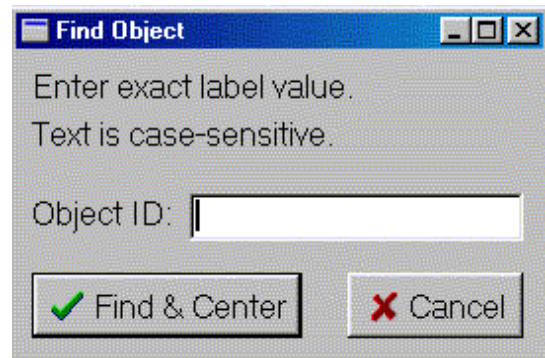 Find Object
Enter exact label value.
Text is case-sensitive.
Object ID:
Find & Center
Cancel